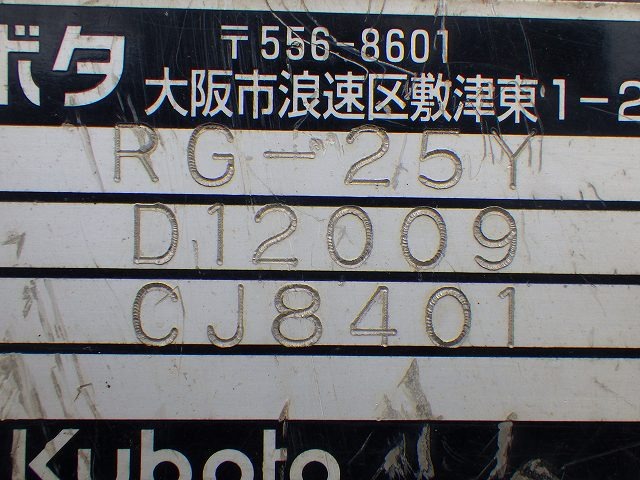 ボタ 〒556-8601
大阪市浪速区敷津東1-2
RG-25Y
D12009
CJ8401
Kubota